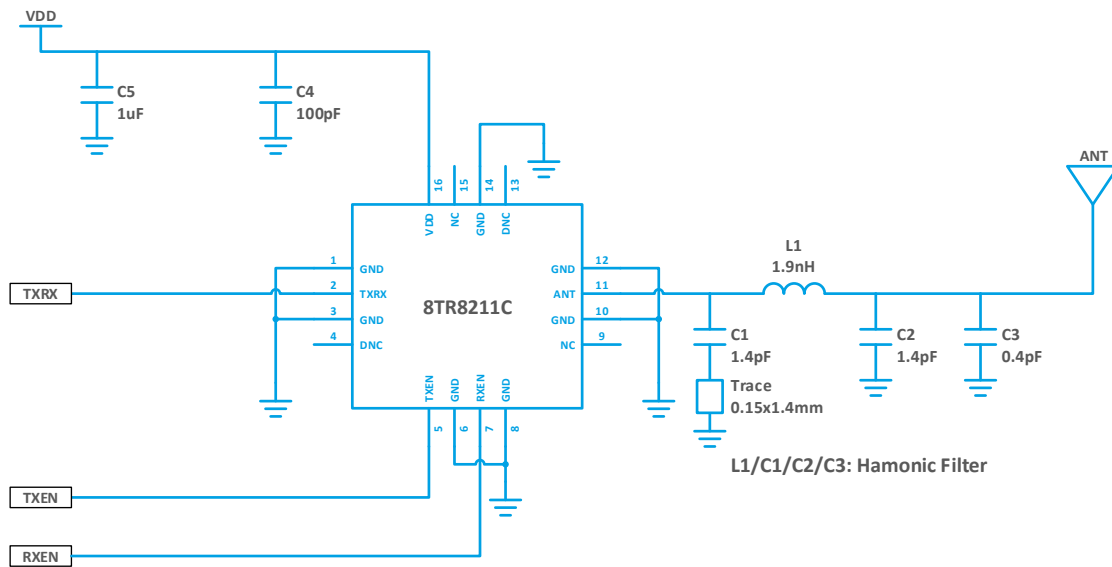 VDD
C5
1uF
C4
100pF
16
15
14
13
VDD
NC
GND
DNC
ANT
1
GND
GND
12
L1
1.9nH
TXRX
2
TXRX
8TR8211C
ANT
11
3
GND
GND
10
4
DNC
NC
9
C1
1.4pF
C2
1.4pF
C3
0.4pF
Trace
0.15x1.4mm
TXEN
GND
RXEN
GND
5
6
7
8
L1/C1/C2/C3: Hamonic Filter
TXEN
RXEN